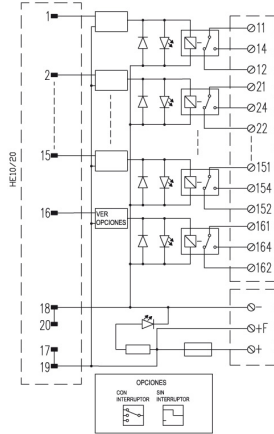 1
11
14
12
2
21
24
22
15
151
154
152
HE10/20
16
VER
OPCIONES
161
164
162
18
20
17
19
-
+F
+
OPCIONES
CON
INTERRUPTOR
SIN
INTERRUPTOR